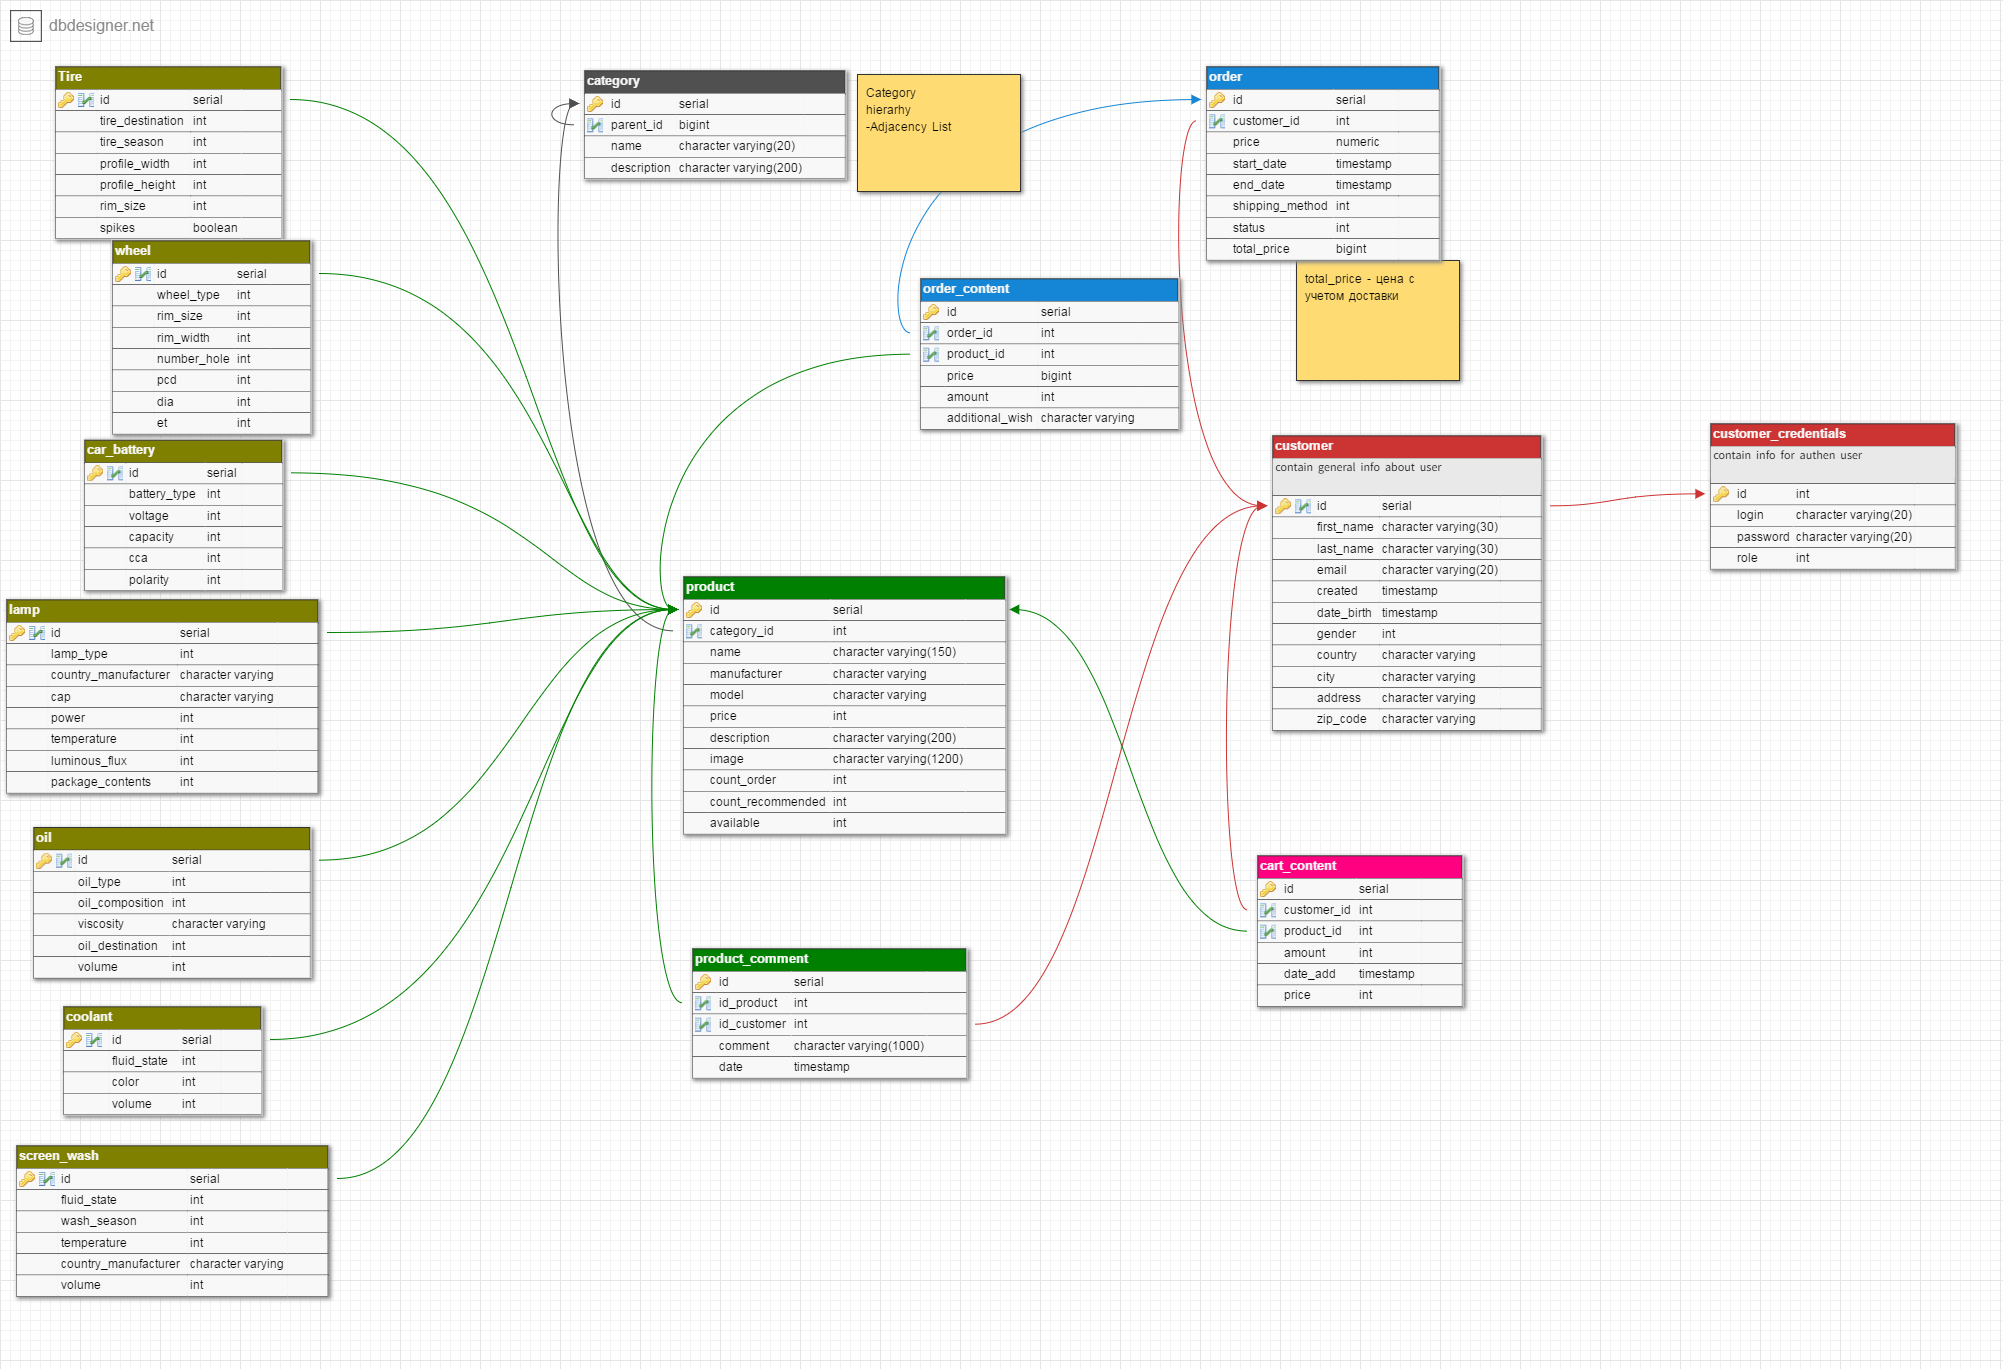 dbdesigner.net
Tire
id serial
tire_destination int
tire_season int
profile_width int
profile_height int
rim_size int
spikes boolean
wheel
id serial
wheel_type int
rim_size int
rim_width int
number_hole int
pcd int
dia int
et int
car_battery
id serial
battery_type int
voltage int
capacity int
cca int
polarity int
lamp
id serial
lamp_type int
country_manufacturer character varying
cap character varying
power int
temperature int
luminous_flux int
package_contents int
oil
id serial
oil_type int
oil_composition int
viscosity character varying
oil_destination int
volume int
coolant
id serial
fluid_state int
color int
volume int
screen_wash
id serial
fluid_state int
wash_season int
temperature int
country_manufacturer character varying
volume int
category
id serial
parent_id bigint
name character varying(20)
description character varying(200)
Category
hierarhy
-Adjacency List
order
id serial
customer_id int
price numeric
start_date timestamp
end_date timestamp
shipping_method int
status int
total_price bigint
total_price - цена с
учетом доставки
order_content
id serial
order_id int
product_id int
price bigint
amount int
additional_wish character varying
customer
contain general info about user
id serial
first_name character varying(30)
last_name character varying(30)
email character varying(20)
created timestamp
date_birth timestamp
gender int
country character varying
city character varying
address character varying
zip_code character varying
customer_credentials
contain info for authen user
id int
login character varying(20)
password character varying(20)
role int
product
id serial
category_id int
name character varying(150)
manufacturer character varying
model character varying
price int
description character varying(200)
image character varying(1200)
count_order int
count_recommended int
available int
product_comment
id serial
id_product int
id_customer int
comment character varying(1000)
date timestamp
cart_content
id serial
customer_id int
product_id int
amount int
date_add timestamp
price int